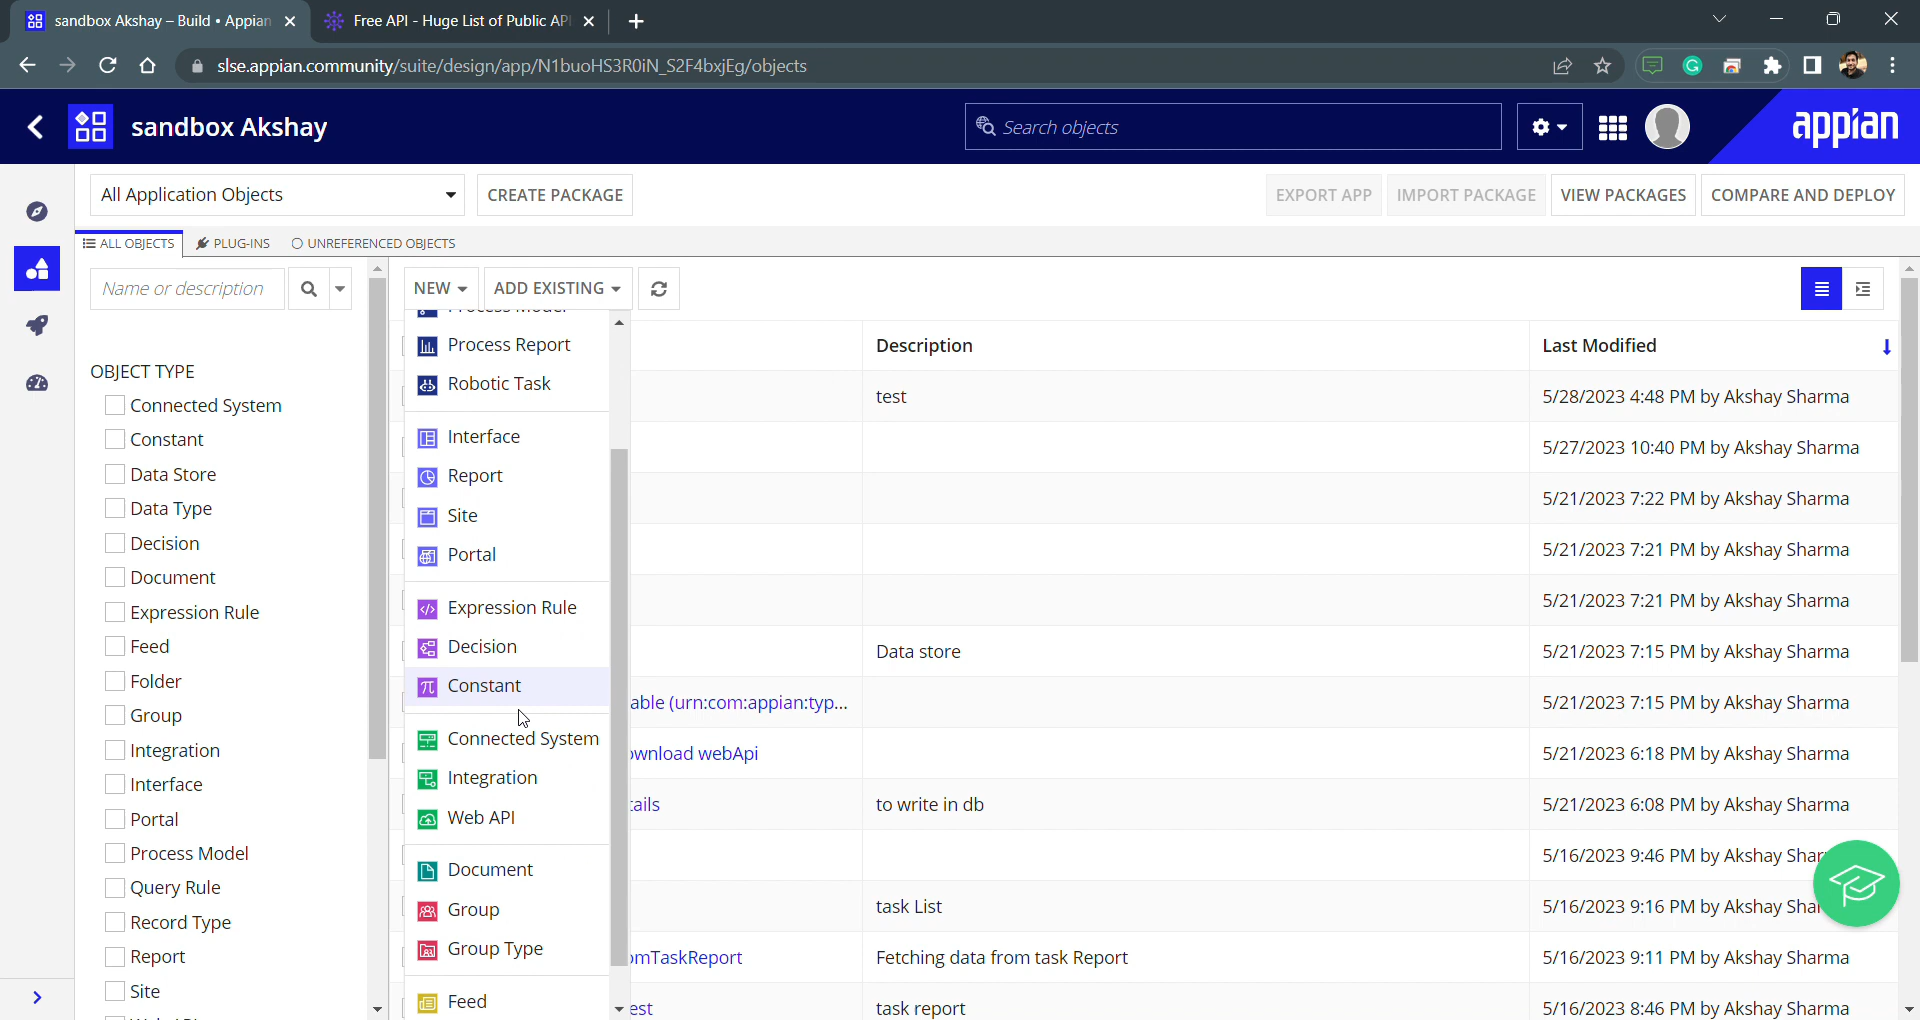 sandbox Akshay – Build • Appian
Free API - Huge List of Public AP
slse.appian.community/suite/design/app/N1buoHS3R0iN_S2F4bxjEg/objects
sandbox Akshay
Search objects
appian
All Application Objects
CREATE PACKAGE
EXPORT APP
IMPORT PACKAGE
VIEW PACKAGES
COMPARE AND DEPLOY
ALL OBJECTS
PLUG-INS
UNREFERENCED OBJECTS
Name or description
NEW
ADD EXISTING
OBJECT TYPE
Connected System
Constant
Data Store
Data Type
Decision
Document
Expression Rule
Feed
Folder
Group
Integration
Interface
Portal
Process Model
Query Rule
Record Type
Report
Site
Process Model
Process Report
Robotic Task
Interface
Report
Site
Portal
Expression Rule
Decision
Constant
Connected System
Integration
Web API
Document
Group
Group Type
Feed
Description
Last Modified
test
5/28/2023 4:48 PM by Akshay Sharma
5/27/2023 10:40 PM by Akshay Sharma
5/21/2023 7:22 PM by Akshay Sharma
5/21/2023 7:21 PM by Akshay Sharma
5/21/2023 7:21 PM by Akshay Sharma
Data store
5/21/2023 7:15 PM by Akshay Sharma
able (urn:com:appian:typ...
5/21/2023 7:15 PM by Akshay Sharma
ownload webApi
5/21/2023 6:18 PM by Akshay Sharma
tails
to write in db
5/21/2023 6:08 PM by Akshay Sharma
5/16/2023 9:46 PM by Akshay Shar
task List
5/16/2023 9:16 PM by Akshay Shar
omTaskReport
Fetching data from task Report
5/16/2023 9:11 PM by Akshay Sharma
est
task report
5/16/2023 8:46 PM by Akshay Sharma